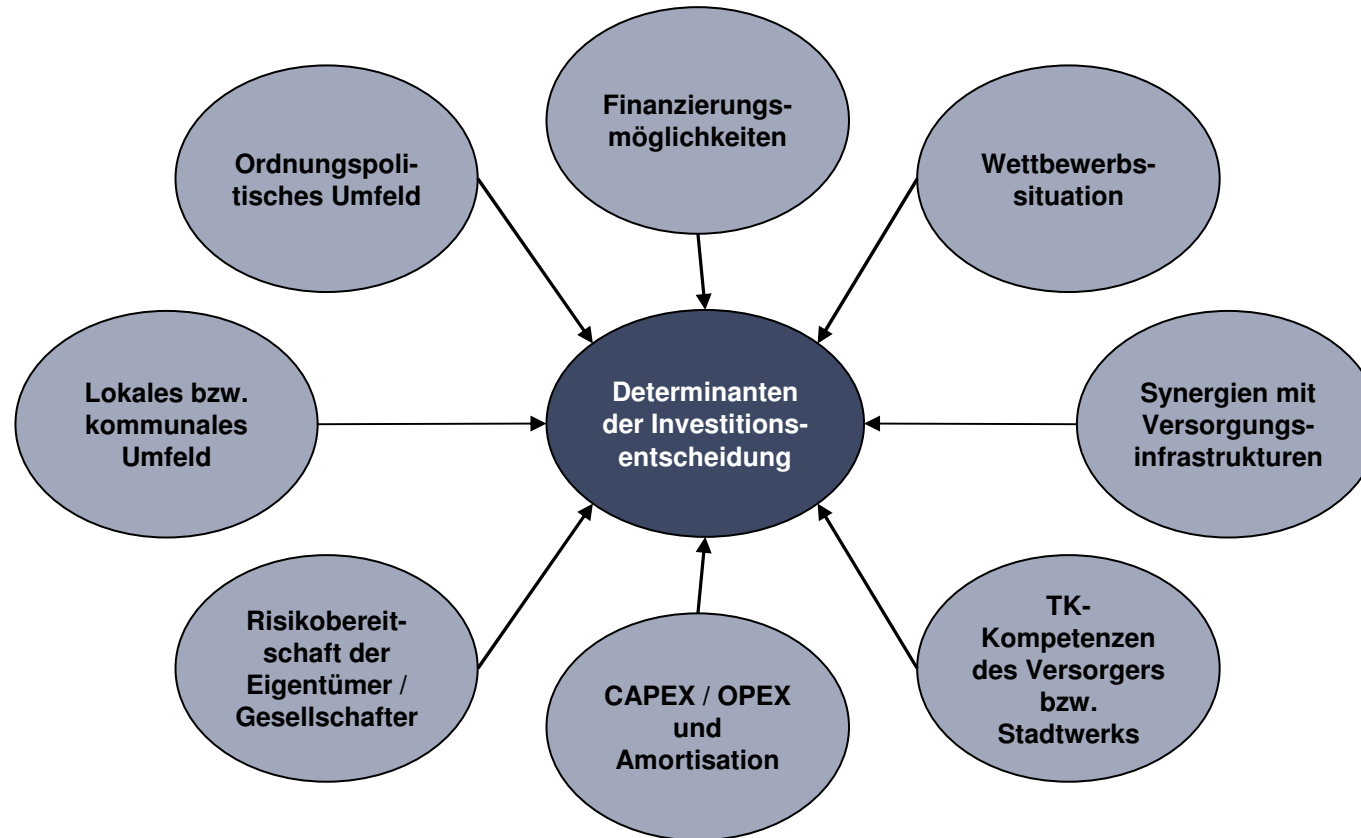 Finanzierungs-
möglichkeiten
Ordnungspoli-
tisches Umfeld
Wettbewerbs-
situation
Lokales bzw.
kommunales
Umfeld
Determinanten
der Investitions-
entscheidung
Synergien mit
Versorgungs-
infrastrukturen
Risikobereit-
schaft der
Eigentümer /
Gesellschafter
CAPEX / OPEX
und
Amortisation
TK-
Kompetenzen
des Versorgers
bzw.
Stadtwerks